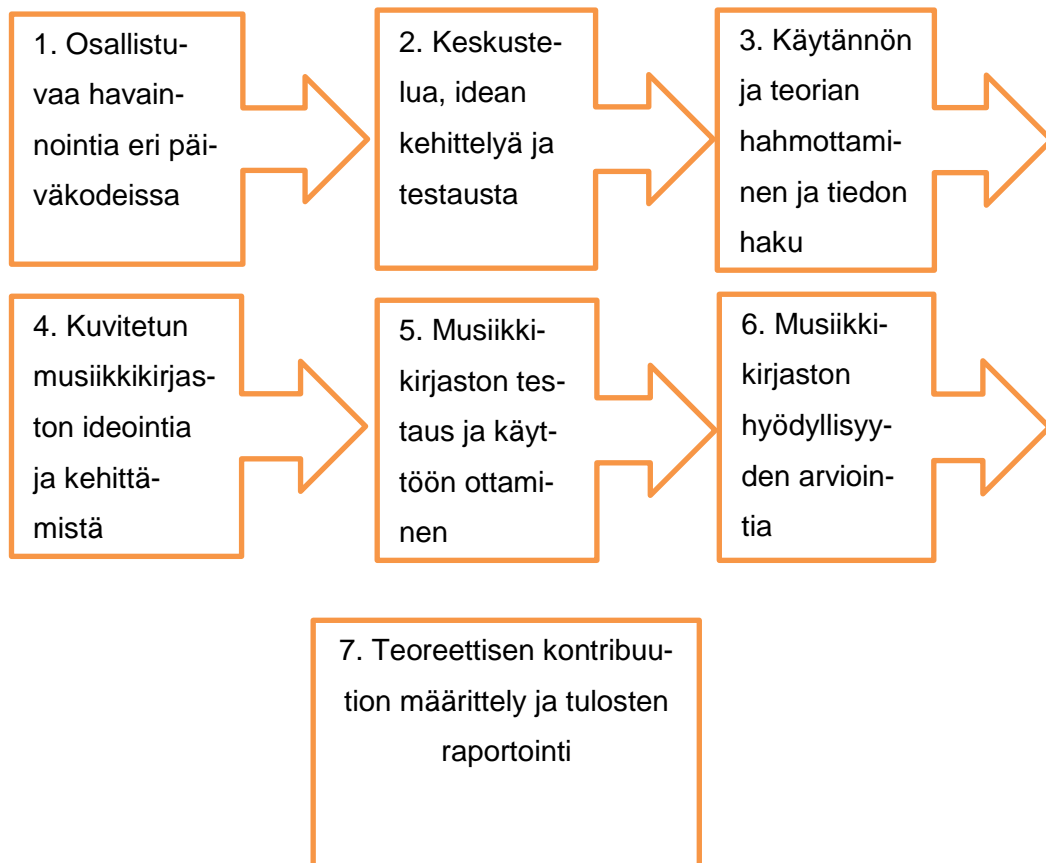 1. Osallistu-
vaa havain-
nointia eri päi-
väkodeissa
2. Keskuste-
lua, idean
kehittelyä ja
testausta
3. Käytännön
ja teorian
hahmottami-
nen ja tiedon
haku
4. Kuvitetun
musiikkikirjas-
ton ideointia
ja kehittä-
mistä
5. Musiikki-
kirjaston tes-
taus ja käyt-
töön ottami-
nen
6. Musiikki-
kirjaston
hyödyllisyy-
den arvioin-
tia
7. Teoreettisen kontribuu-
tion määrittely ja tulosten
raportointi